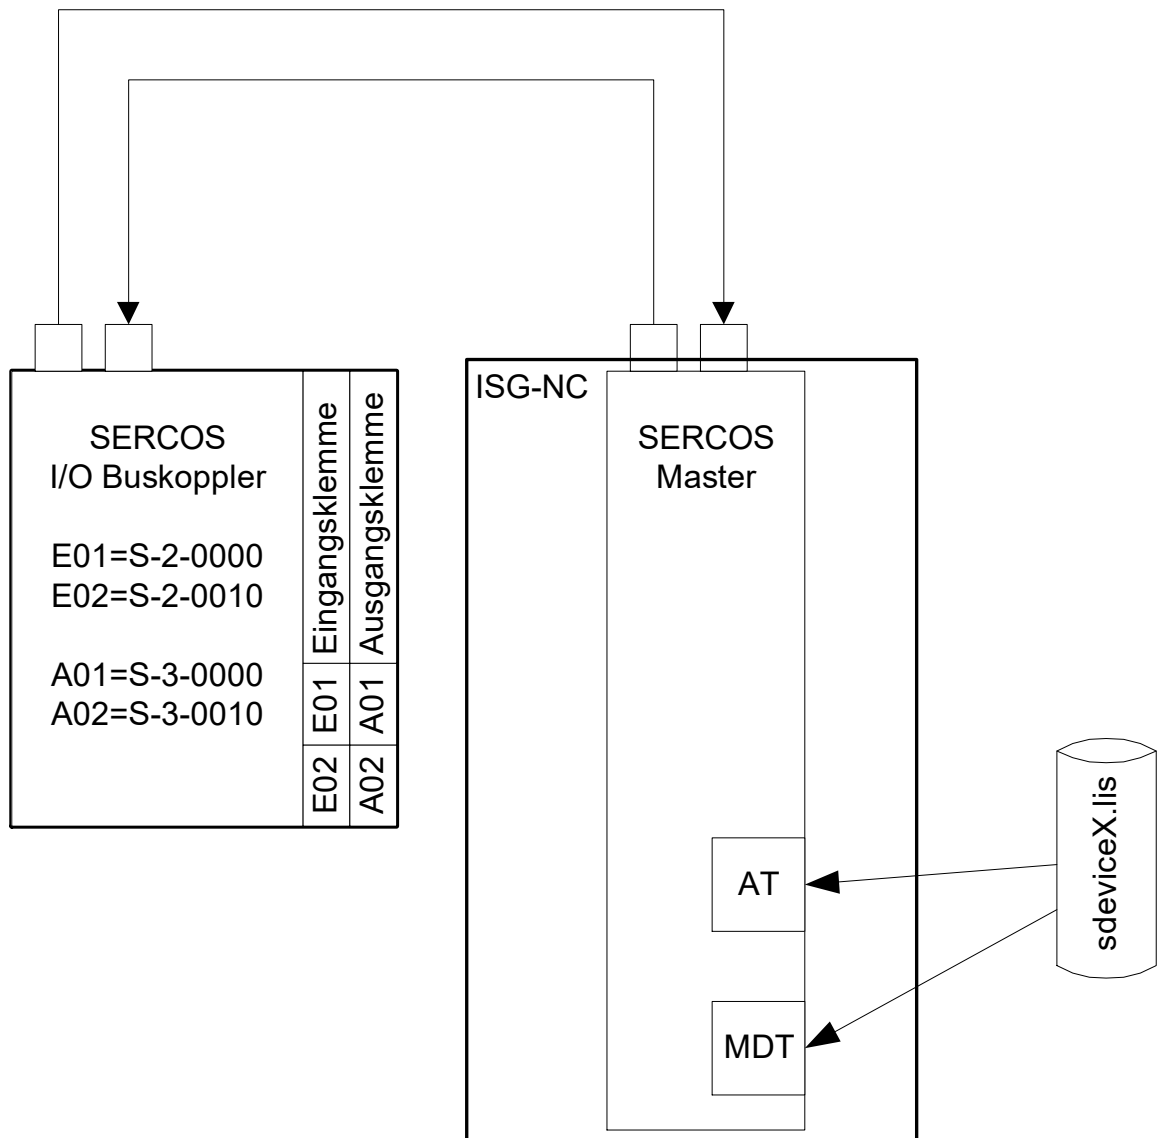 SERCOS
I/O Buskoppler
E01=S-2-0000
E02=S-2-0010
A01=S-3-0000
A02=S-3-0010
Eingangsklemme
Ausgangsklemme
E01
A01
E02
A02
ISG-NC
SERCOS
Master
AT
MDT
sdeviceX.lis